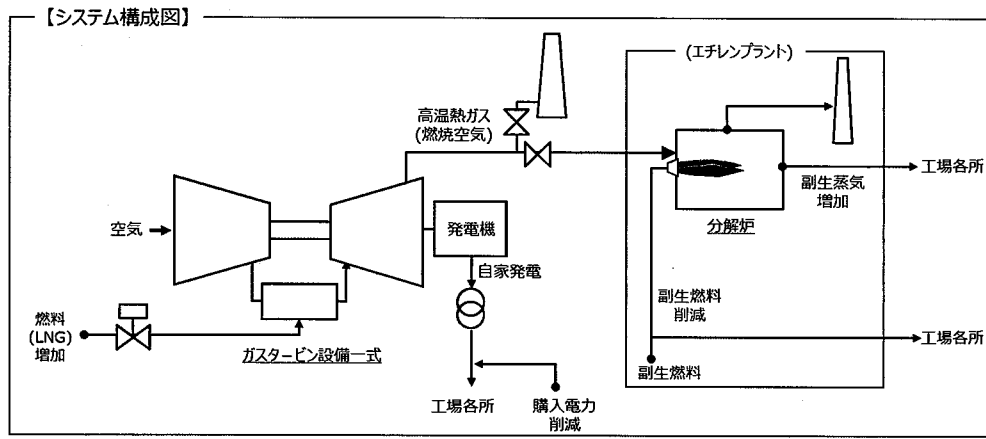 【システム構成図】
(エチレンプラント)
高温熱ガス
(燃焼空気)
空気
発電機
自家発電
燃料
(LNG)
増加
ガスタービン設備一式
工場各所
購入電力
削減
分解炉
副生蒸気
増加
工場各所
副生燃料
削減
工場各所
副生燃料